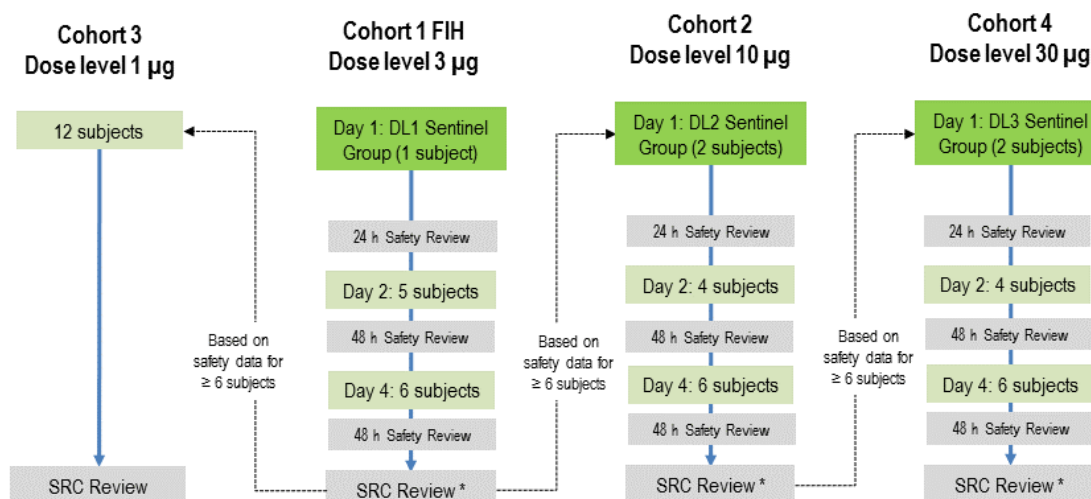 Cohort 3
Dose level 1 µg
12 subjects
SRC Review
Cohort 1 FIH
Dose level 3 µg
Day 1: DL1 Sentinel
Group (1 subject)
24 h Safety Review
Day 2: 5 subjects
48 h Safety Review
Day 4: 6 subjects
48 h Safety Review
SRC Review *
Based on
safety data for
≥ 6 subjects
Cohort 2
Dose level 10 µg
Day 1: DL2 Sentinel
Group (2 subjects)
24 h Safety Review
Day 2: 4 subjects
48 h Safety Review
Day 4: 6 subjects
48 h Safety Review
SRC Review *
Based on
safety data for
≥ 6 subjects
Cohort 4
Dose level 30 µg
Day 1: DL3 Sentinel
Group (2 subjects)
24 h Safety Review
Day 2: 4 subjects
48 h Safety Review
Day 4: 6 subjects
48 h Safety Review
SRC Review *
Based on
safety data for
≥ 6 subjects